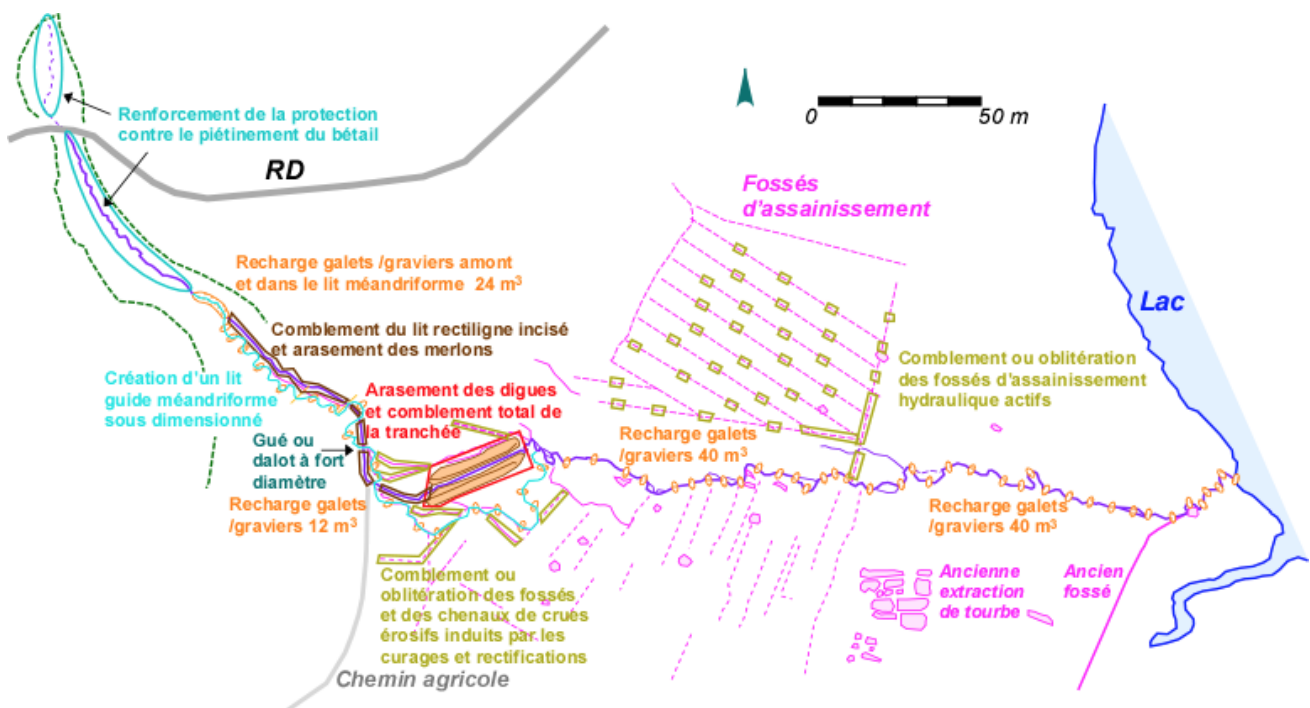 Renforcement de la protection
contre le piétinement du bétail
RD
0 50 m
Fossés
d'assainissement
Lac
Recharge galets /graviers amont
et dans le lit méandriforme 24 m³
Comblement du lit rectiligne incisé
et arasement des merlons
Création d'un lit
guide méandriforme
sous dimensionné
Arasement des digues
et comblement total de
la tranchée
Comblement ou oblitération
des fossés d'assainissement
hydraulique actifs
Gué ou
dalot à fort
diamètre
Recharge galets
/graviers 40 m³
Recharge galets
/graviers 12 m³
Recharge galets
/graviers 40 m³
Comblement ou
oblitération des fossés
et des chenaux de crues
érosifs induits par les
curages et rectifications
Ancienne
extraction
de tourbe
Ancien
fossé
Chemin agricole